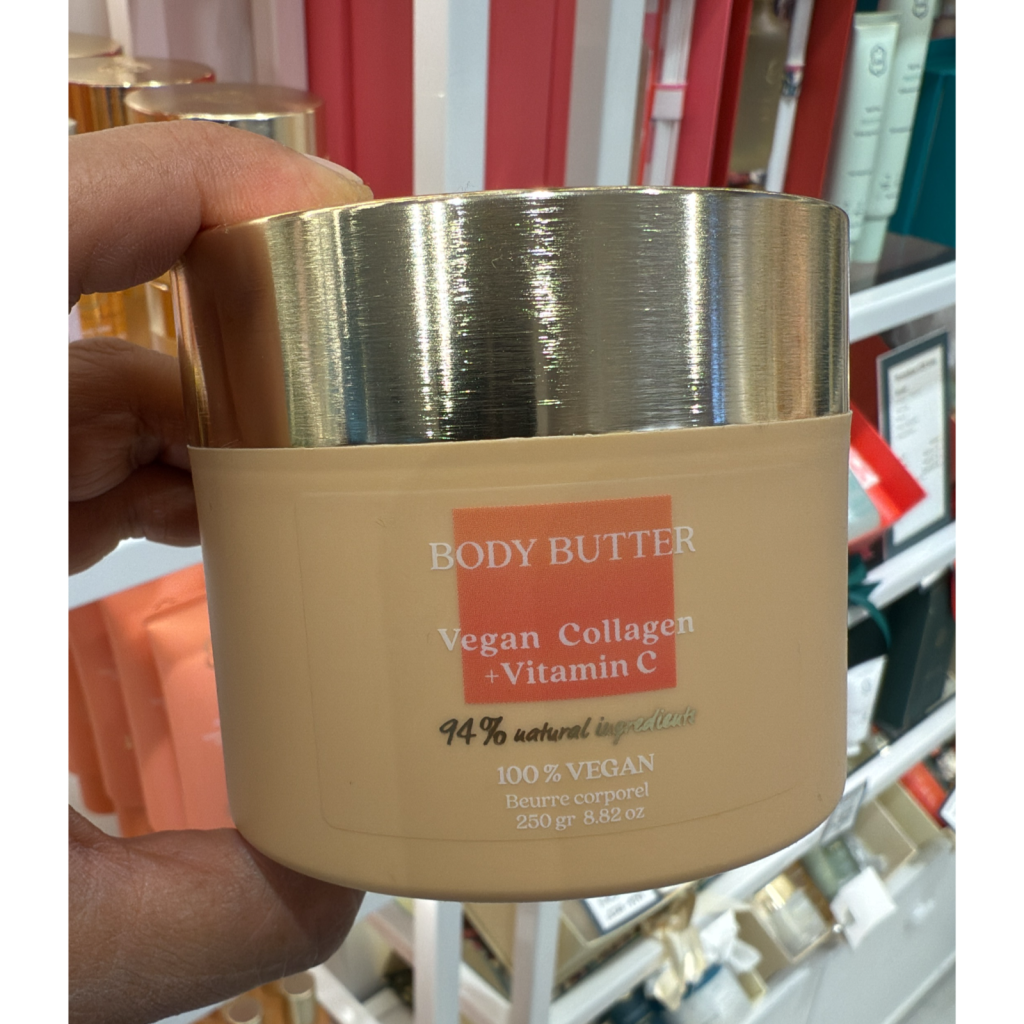 BODY BUTTER
Vegan Collagen
+Vitamin C
94% natural ingredients
100 % VEGAN
Beurre corporel
250 gr 8.82 oz